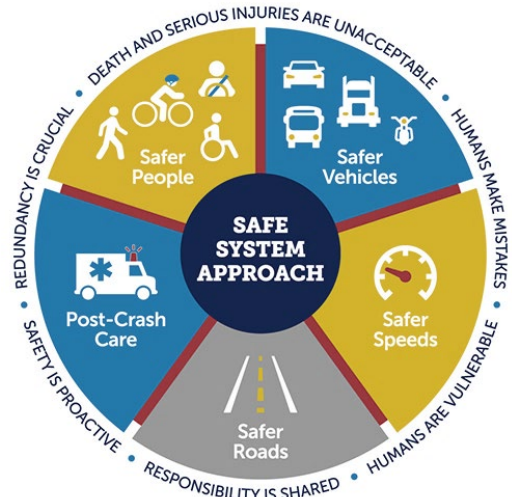 DEATH AND SERIOUS INJURIES ARE UNACCEPTABLE
HUMANS MAKE MISTAKES
HUMANS ARE VULNERABLE
RESPONSIBILITY IS SHARED
SAFETY IS PROACTIVE
REDUNDANCY IS CRUCIAL
Safer
People
Safer
Vehicles
SAFE
SYSTEM
APPROACH
Post-Crash
Care
Safer
Speeds
Safer
Roads